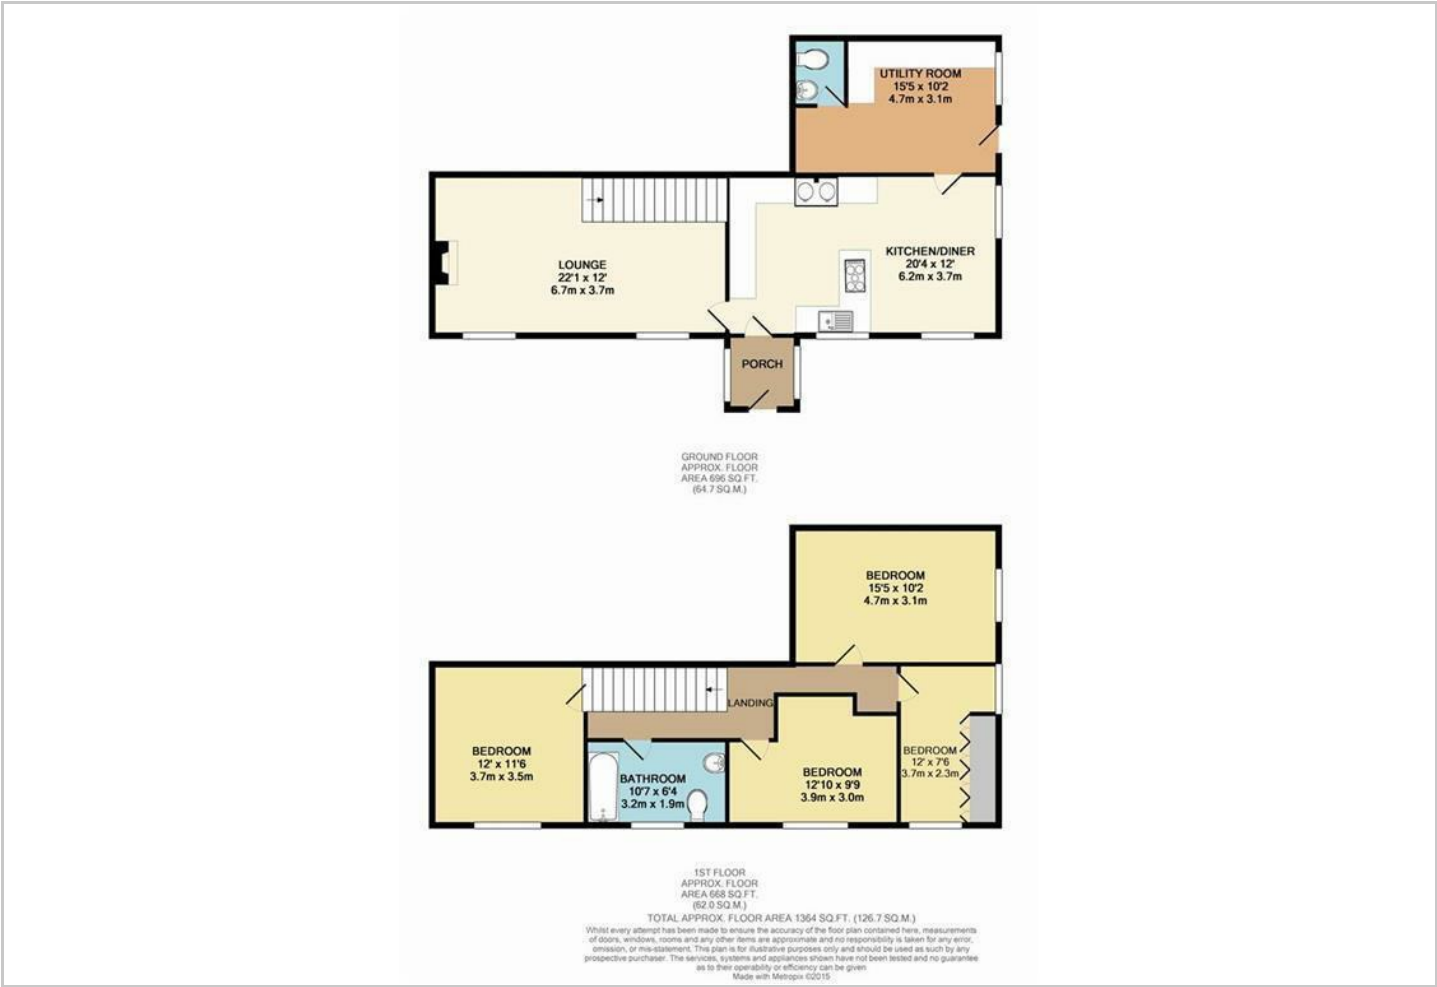 UTILITY ROOM
15'5 x 10'2
4.7m x 3.1m
LOUNGE
22'1 x 12'
6.7m x 3.7m
KITCHEN/DINER
20'4 x 12'
6.2m x 3.7m
PORCH
GROUND FLOOR
APPROX. FLOOR
AREA 696 SQ.FT.
(64.7 SQ.M.)
BEDROOM
15'5 x 10'2
4.7m x 3.1m
LANDING
BEDROOM
12' x 11'6
3.7m x 3.5m
BATHROOM
10'7 x 6'4
3.2m x 1.9m
BEDROOM
12'10 x 9'9
3.9m x 3.0m
BEDROOM
12' x 7'6
3.7m x 2.3m
1ST FLOOR
APPROX. FLOOR
AREA 668 SQ.FT.
(62.0 SQ.M.)
TOTAL APPROX. FLOOR AREA 1364 SQ.FT. (126.7 SQ.M.)
Whilst every attempt has been made to ensure the accuracy of the floor plan contained here, measurements
of doors, windows, rooms and any other items are approximate and no responsibility is taken for any error,
omission, or mis-statement. This plan is for illustrative purposes only and should be used as such by any
prospective purchaser. The services, systems and appliances shown have not been tested and no guarantee
as to their operability or efficiency can be given
Made with Metropix ©2015